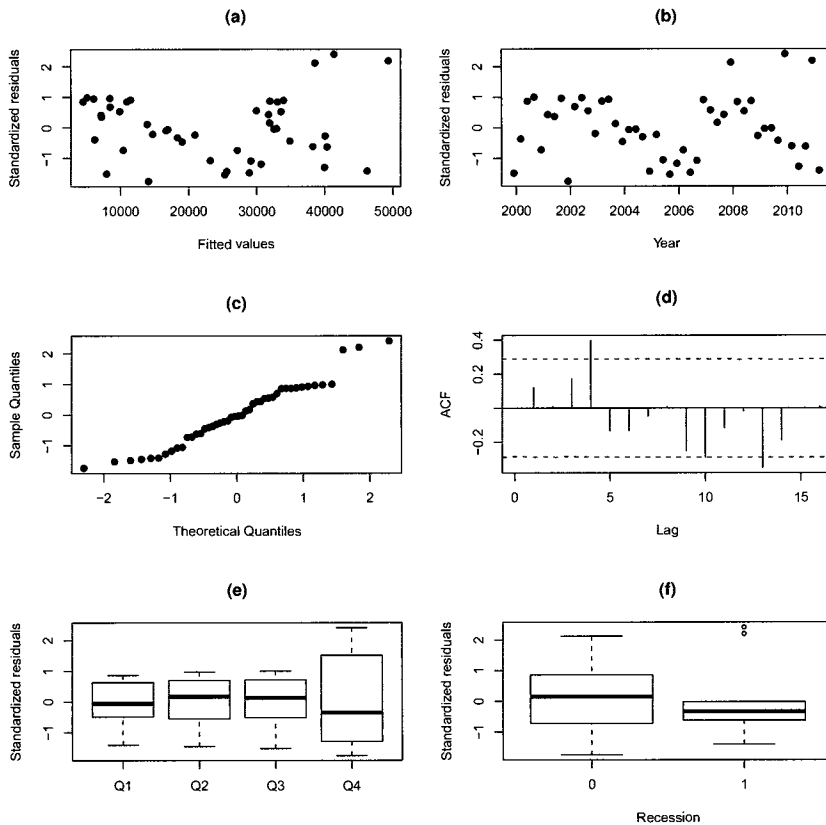 (a)
Standardized residuals
2
1
0
−1
10000 20000 30000 40000 50000
Fitted values
(b)
Standardized residuals
2
1
0
−1
2000 2002 2004 2006 2008 2010
Year
(c)
Sample Quantiles
2
1
0
−1
−2 −1 0 1 2
Theoretical Quantiles
(d)
ACF
0.4
0.2
−0.2
0 5 10 15
Lag
(e)
Standardized residuals
2
1
0
−1
Q1 Q2 Q3 Q4
(f)
Standardized residuals
2
1
0
−1
0 1
Recession